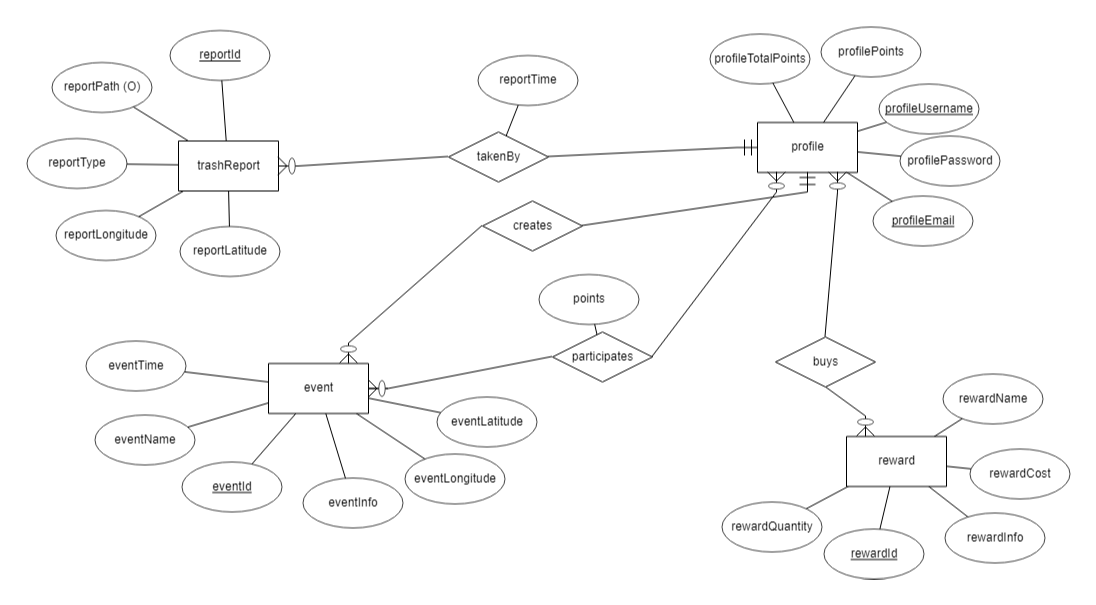 reportId
reportPath (O)
reportType
reportLongitude
reportLatitude
trashReport
reportTime
takenBy
profileTotalPoints
profilePoints
profileUsername
profilePassword
profileEmail
profile
creates
points
participates
buys
eventTime
eventName
eventId
eventInfo
eventLongitude
eventLatitude
event
rewardName
rewardCost
rewardInfo
rewardId
rewardQuantity
reward